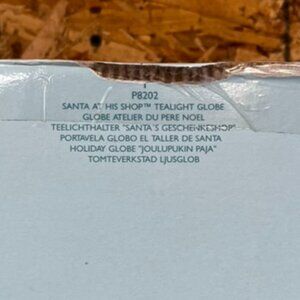 P8202
SANTA AT HIS SHOP™ TEALIGHT GLOBE
GLOBE ATELIER DU PERE NOEL
TEELICHTHALTER "SANTA'S GESCHENKESHOP"
PORTAVELA GLOBO EL TALLER DE SANTA
HOLIDAY GLOBE "JOULUPUKIN PAJA"
TOMTEVERKSTAD LJUSGLOB